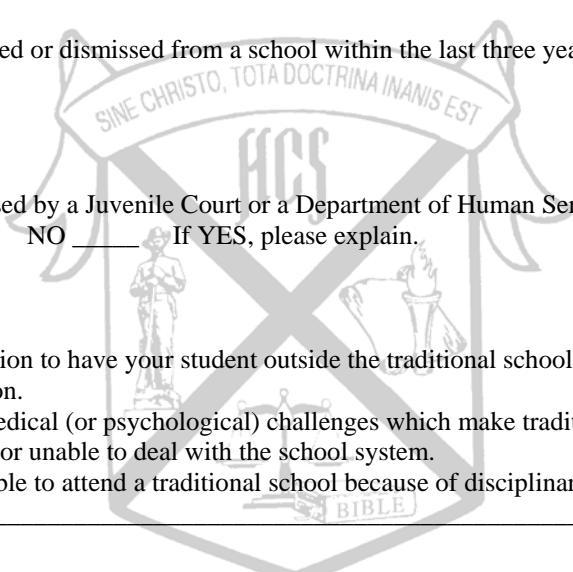 ed or dismissed from a school within the last three yea
SINE CHRISTO, TOTA DOCTRINA INANIS EST
HCS
sed by a Juvenile Court or a Department of Human Ser
NO _____ If YES, please explain.
ion to have your student outside the traditional school
on.
edical (or psychological) challenges which make tradit
or unable to deal with the school system.
ble to attend a traditional school because of disciplinar
BIBLE